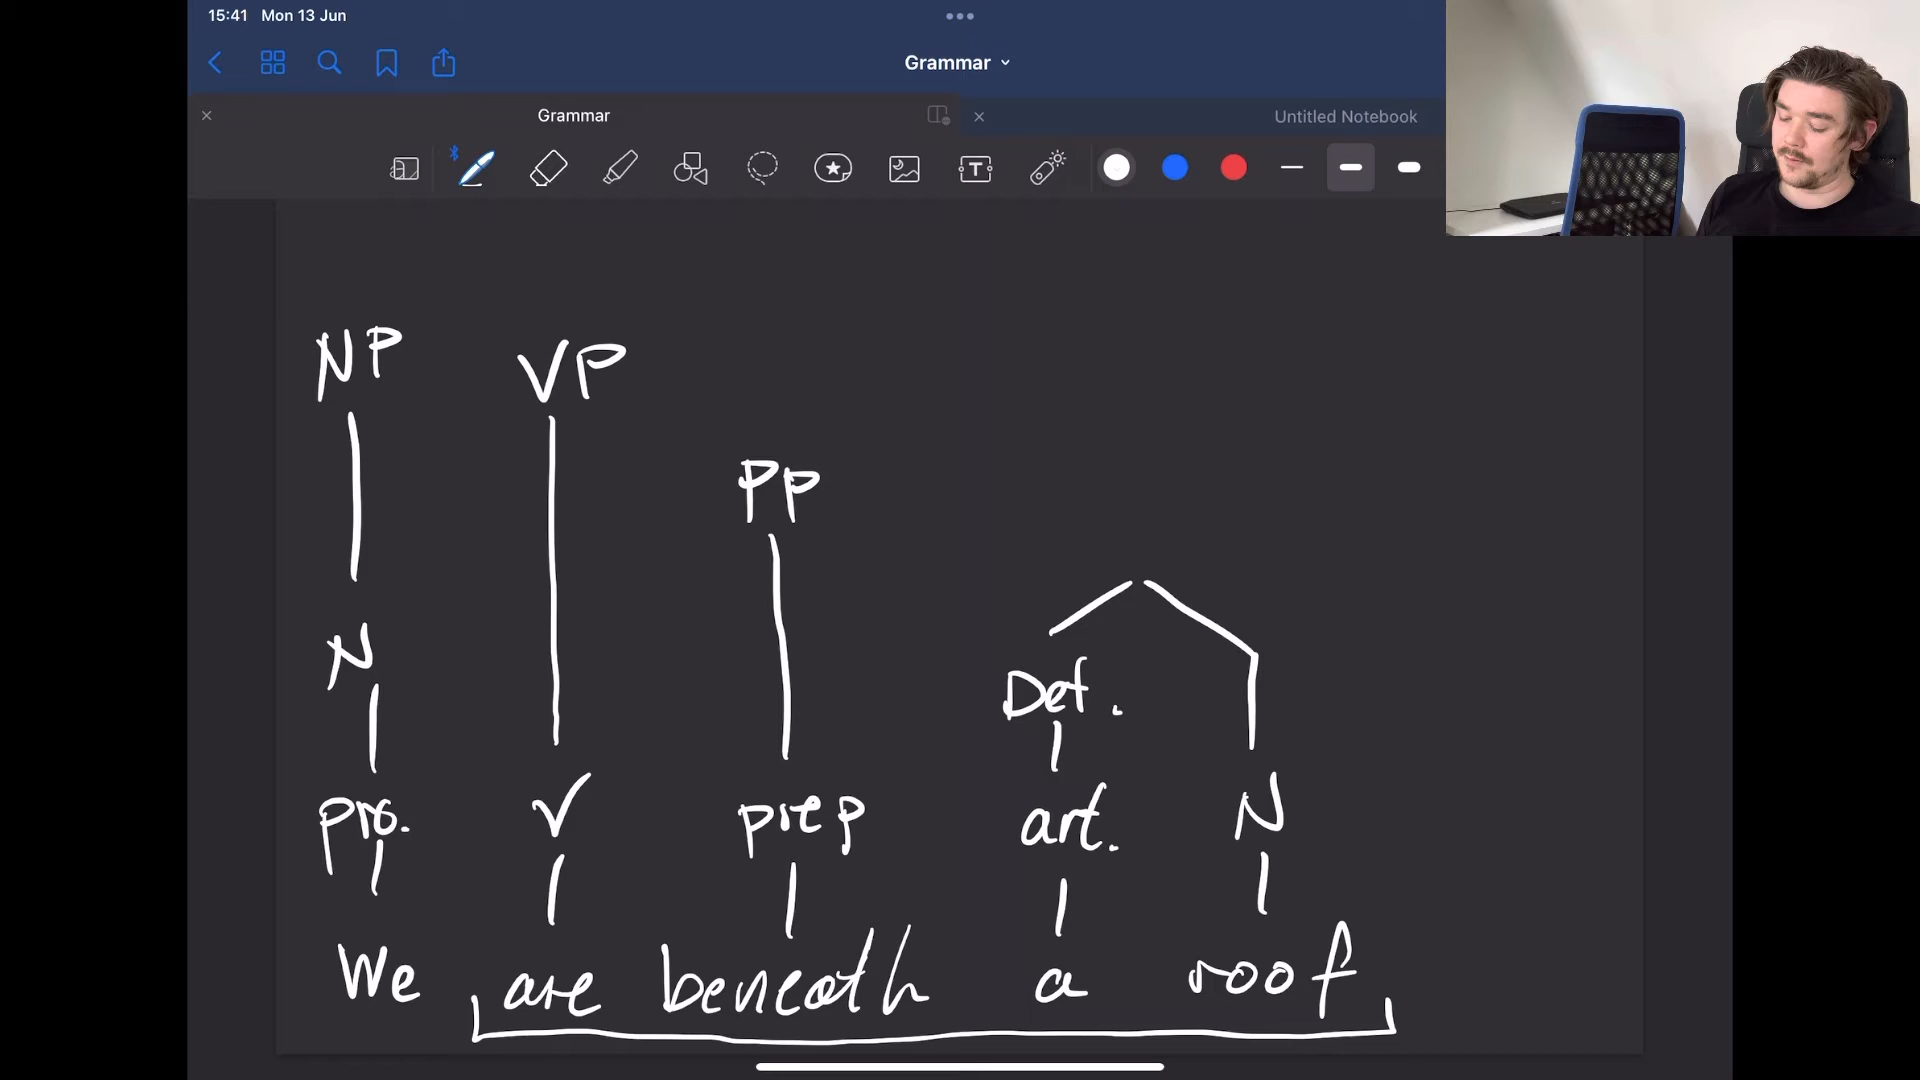 15:41 Mon 13 Jun
Grammar
Grammar
Untitled Notebook
T
NP VP
PP
N
Det.
pro. V prep art. N
We are beneath a roof